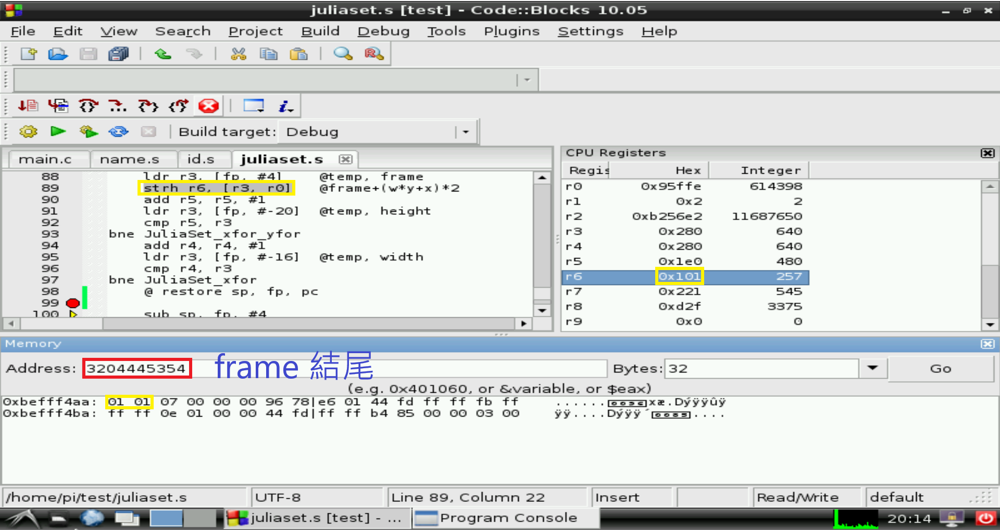 juliaset.s [test] - Code::Blocks 10.05
File Edit View Search Project Build Debug Tools Plugins Settings Help
Build target: Debug
main.c name.s id.s juliaset.s
88 ldr r3, [fp, #4] @temp, frame
89 strh r6, [r3, r0] @frame+(w*y+x)*2
90 add r5, r5, #1
91 ldr r3, [fp, #-20] @temp, height
92 cmp r5, r3
93 bne JuliaSet_xfor_yfor
94 add r4, r4, #1
95 ldr r3, [fp, #-16] @temp, width
96 cmp r4, r3
97 bne JuliaSet_xfor
98 @ restore sp, fp, pc
99
100 sub sp, fp, #4
CPU Registers
Regis Hex Integer
r0 0x95ffe 614398
r1 0x2 2
r2 0xb256e2 11687650
r3 0x280 640
r4 0x280 640
r5 0x1e0 480
r6 0x101 257
r7 0x221 545
r8 0xd2f 3375
r9 0x0 0
Memory
Address: 3204445354 frame 結尾 Bytes: 32 Go
(e.g. 0x401060, or &variable, or $eax)
0xbefff4aa: 01 01 07 00 00 00 96 78|e6 01 44 fd ff ff fb ff ......xæ.Dýÿÿûÿ
0xbefff4ba: ff ff 0e 01 00 00 44 fd|ff ff b4 85 00 00 03 00 ÿÿ....Dýÿÿ´....
/home/pi/test/juliaset.s UTF-8 Line 89, Column 22 Insert Read/Write default
juliaset.s [test] - ... Program Console 20:14